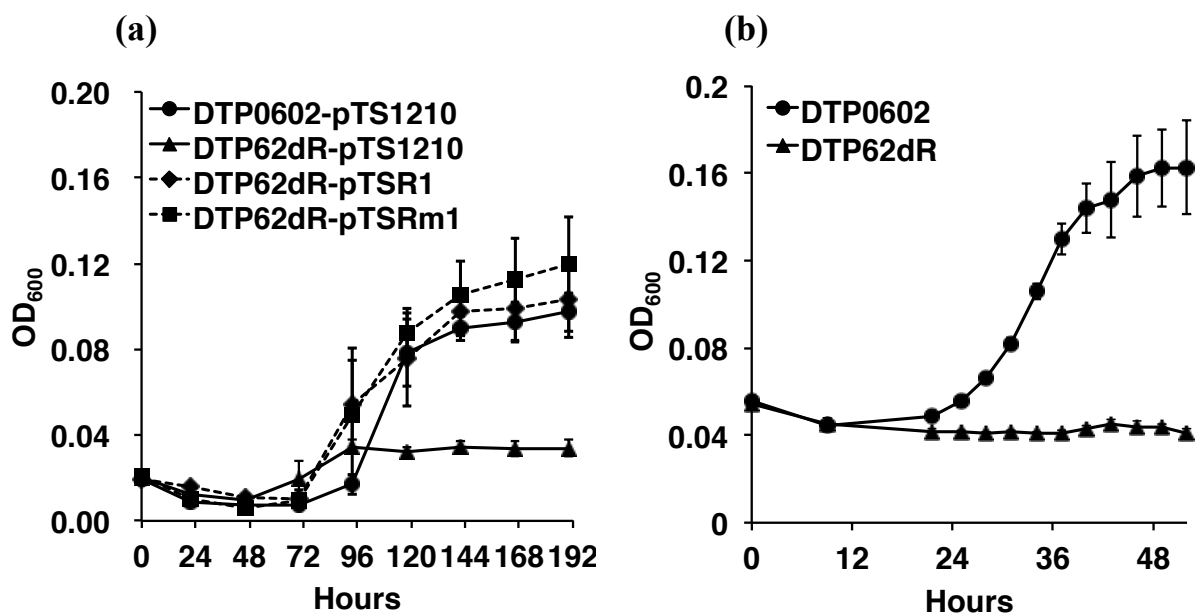 (a)
0.20
0.16
0.12
0.08
0.04
0.00
OD600
DTP0602-pTS1210
DTP62dR-pTS1210
DTP62dR-pTSR1
DTP62dR-pTSRm1
0 24 48 72 96 120 144 168 192
Hours
(b)
0.2
0.16
0.12
0.08
0.04
0
OD600
DTP0602
DTP62dR
0 12 24 36 48
Hours